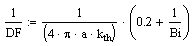 1/DF := 1/(4·π·a·k_th) · (0.2 + 1/Bi)